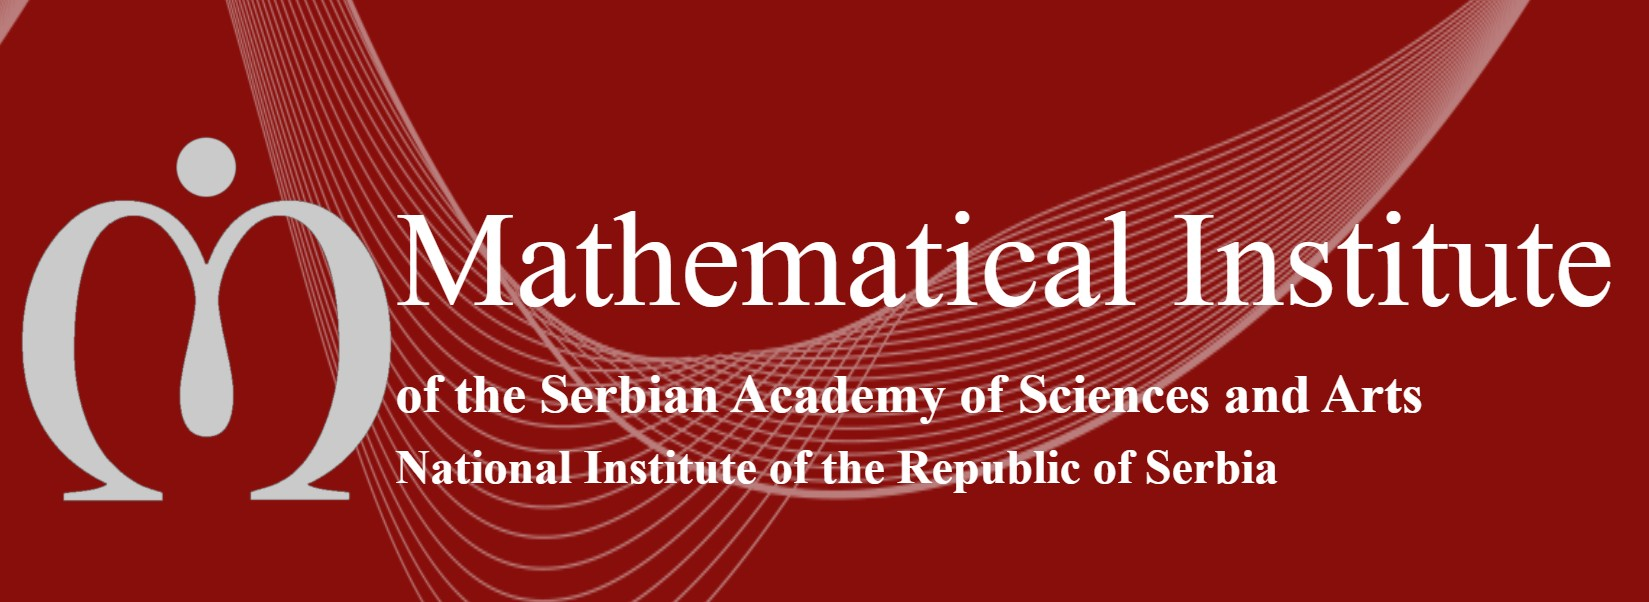 Mathematical Institute
of the Serbian Academy of Sciences and Arts
National Institute of the Republic of Serbia